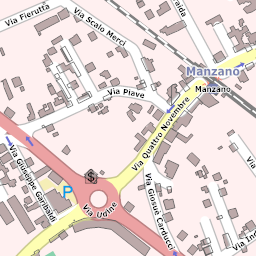 Via Fierutta
Via Scalo Merci
Via Piave
Manzano
Manzano
Via Quattro Novembre
Via Giuseppe Garibaldi
P
$
Via Udine
Via Giosuè Carducci